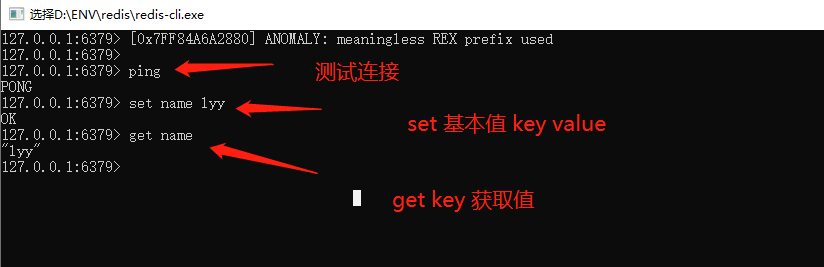 选择D:\ENV\redis\redis-cli.exe
127.0.0.1:6379> [0x7FF84A6A2880] ANOMALY: meaningless REX prefix used
127.0.0.1:6379>
127.0.0.1:6379> ping
测试连接
PONG
127.0.0.1:6379> set name lyy
set 基本值 key value
OK
127.0.0.1:6379> get name
"lyy"
127.0.0.1:6379>
get key 获取值